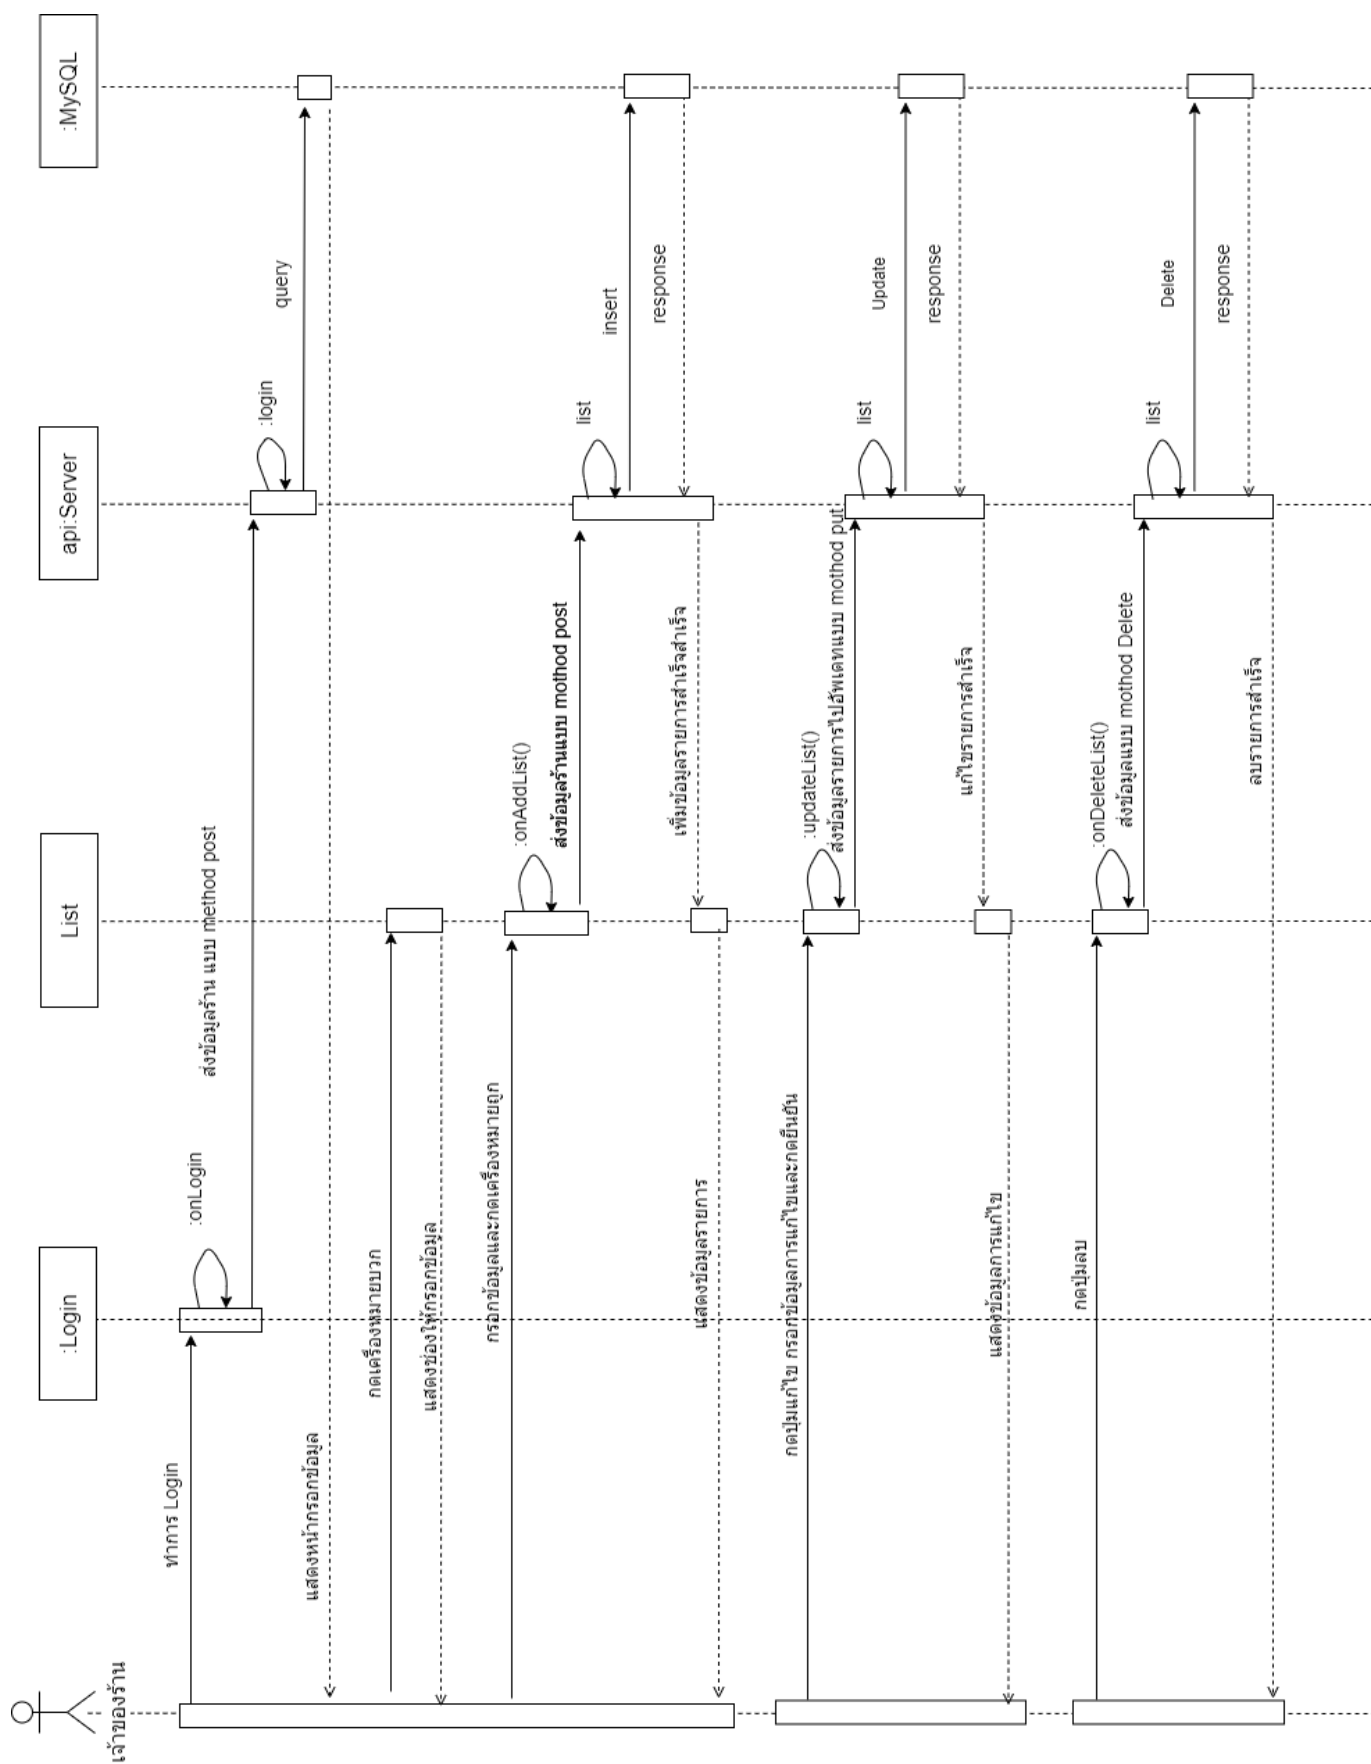 เจ้าของร้าน
:Login
List
api:Server
:MySQL
ทำการ Login
:onLogin
ส่งข้อมูลร้าน แบบ method post
:login
query
แสดงหน้ากรอกข้อมูล
กดเครื่องหมายบวก
แสดงช่องให้กรอกข้อมูล
กรอกข้อมูลและกดเครื่องหมายถูก
:onAddList()
ส่งข้อมูลร้านแบบ mothod post
list
insert
response
เพิ่มข้อมูลรายการสำเร็จสำเร็จ
แสดงข้อมูลรายการ
กดปุ่มแก้ไข กรอกข้อมูลการแก้ไขและกดยืนยัน
:updateList()
ส่งข้อมูลรายการไปอัพเดทแบบ mothod put
list
Update
response
แก้ไขรายการสำเร็จ
แสดงข้อมูลการแก้ไข
กดปุ่มลบ
:onDeleteList()
ส่งข้อมูลแบบ mothod Delete
list
Delete
response
ลบรายการสำเร็จ